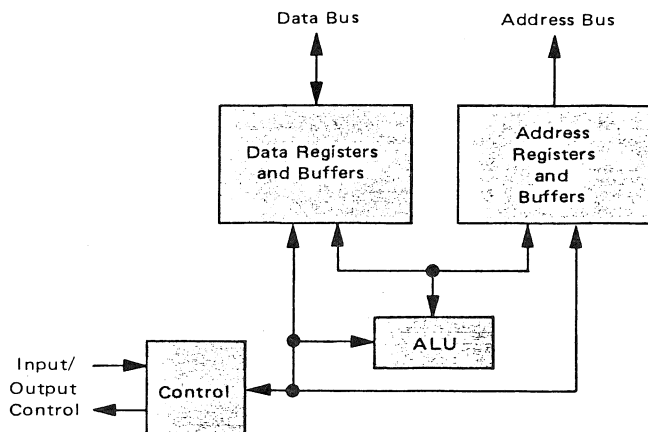 Data Bus
Address Bus
Data Registers
and Buffers
Address
Registers
and
Buffers
ALU
Input/
Output
Control
Control